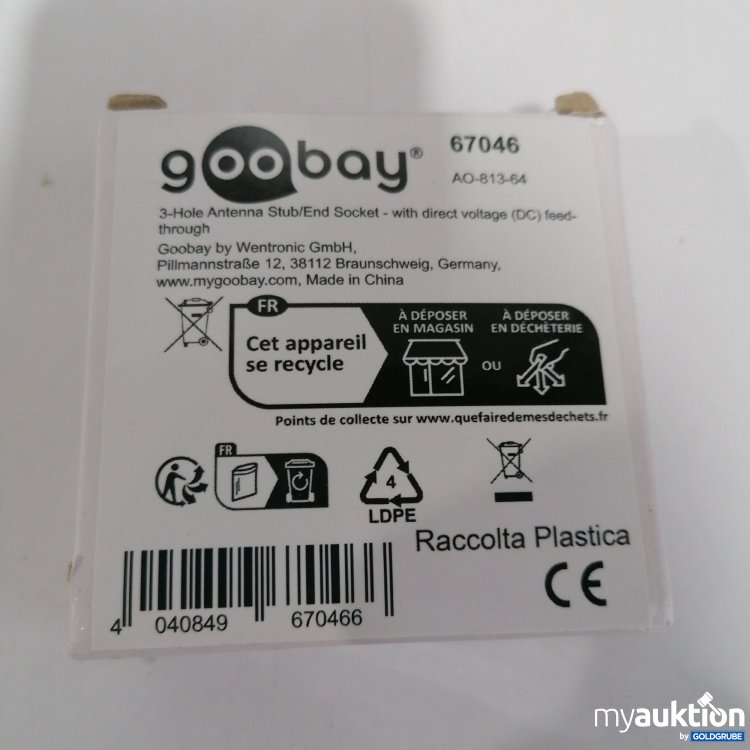 goobay® 67046
AO-813-64
3-Hole Antenna Stub/End Socket - with direct voltage (DC) feed-
through
Goobay by Wentronic GmbH,
Pillmannstraße 12, 38112 Braunschweig, Germany,
www.mygoobay.com, Made in China
FR
Cet appareil
se recycle
À DÉPOSER
EN MAGASIN
OU
À DÉPOSER
EN DÉCHÈTERIE
Points de collecte sur www.quefairedemesdechets.fr
FR
4
LDPE
Raccolta Plastica
CE
4 040849 670466
myauktion
by GOLDGRUBE